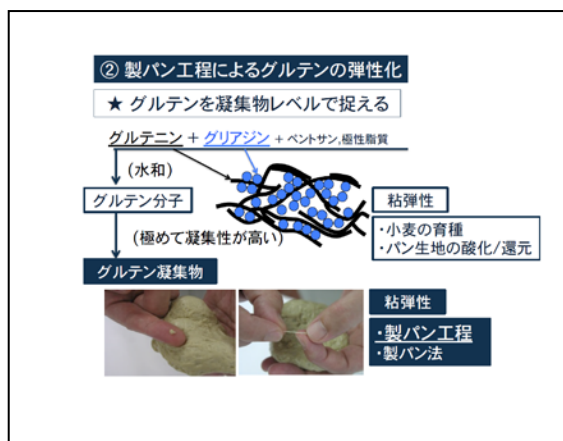 ② 製パン工程によるグルテンの弾性化
★ グルテンを凝集物レベルで捉える
グルテニン + グリアジン + ペントサン,極性脂質
(水和)
グルテン分子
粘弾性
・小麦の育種
・パン生地の酸化/還元
(極めて凝集性が高い)
グルテン凝集物
粘弾性
・製パン工程
・製パン法